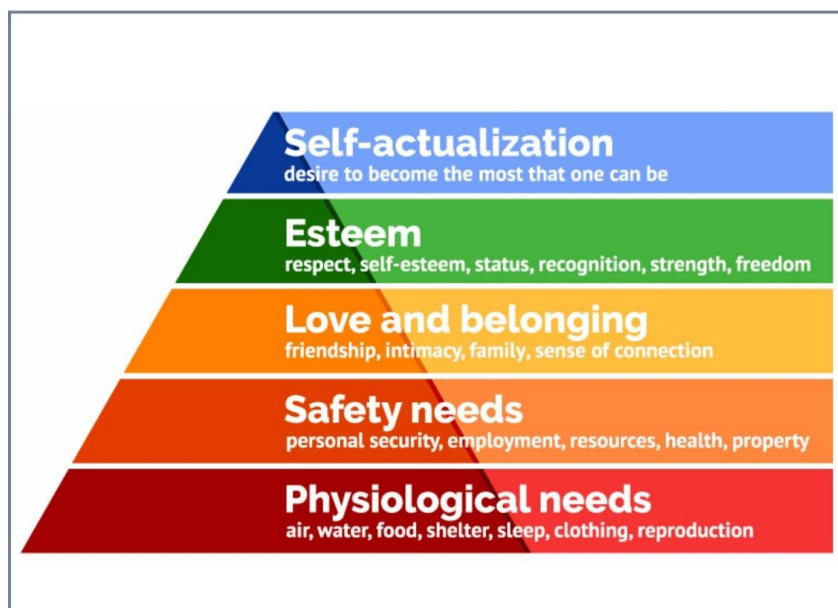 Self-actualization
desire to become the most that one can be
Esteem
respect, self-esteem, status, recognition, strength, freedom
Love and belonging
friendship, intimacy, family, sense of connection
Safety needs
personal security, employment, resources, health, property
Physiological needs
air, water, food, shelter, sleep, clothing, reproduction